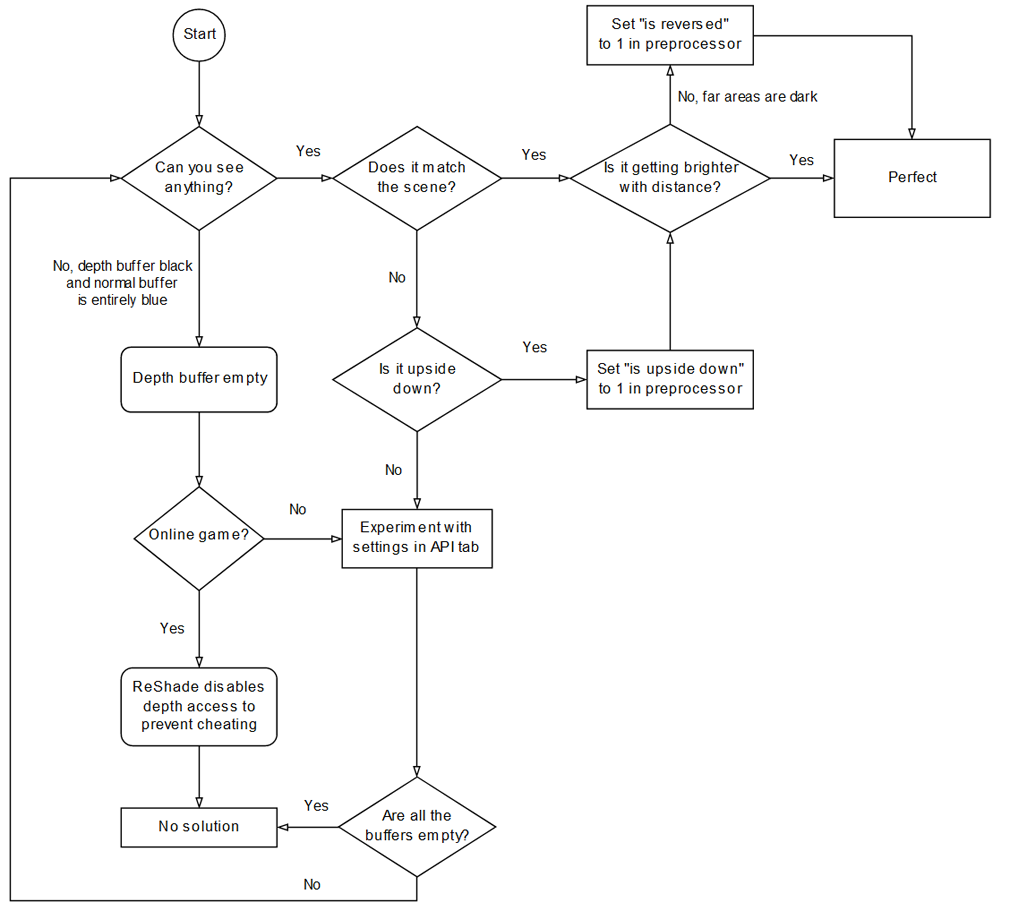 Start
Set "is reversed"
to 1 in preprocessor
No, far areas are dark
Can you see
anything?
Yes
Does it match
the scene?
Yes
Is it getting brighter
with distance?
Yes
Perfect
No, depth buffer black
and normal buffer
is entirely blue
No
Depth buffer empty
Is it upside
down?
Yes
Set "is upside down"
to 1 in preprocessor
No
Online game?
No
Experiment with
settings in API tab
Yes
ReShade disables
depth access to
prevent cheating
No solution
Yes
Are all the
buffers empty?
No